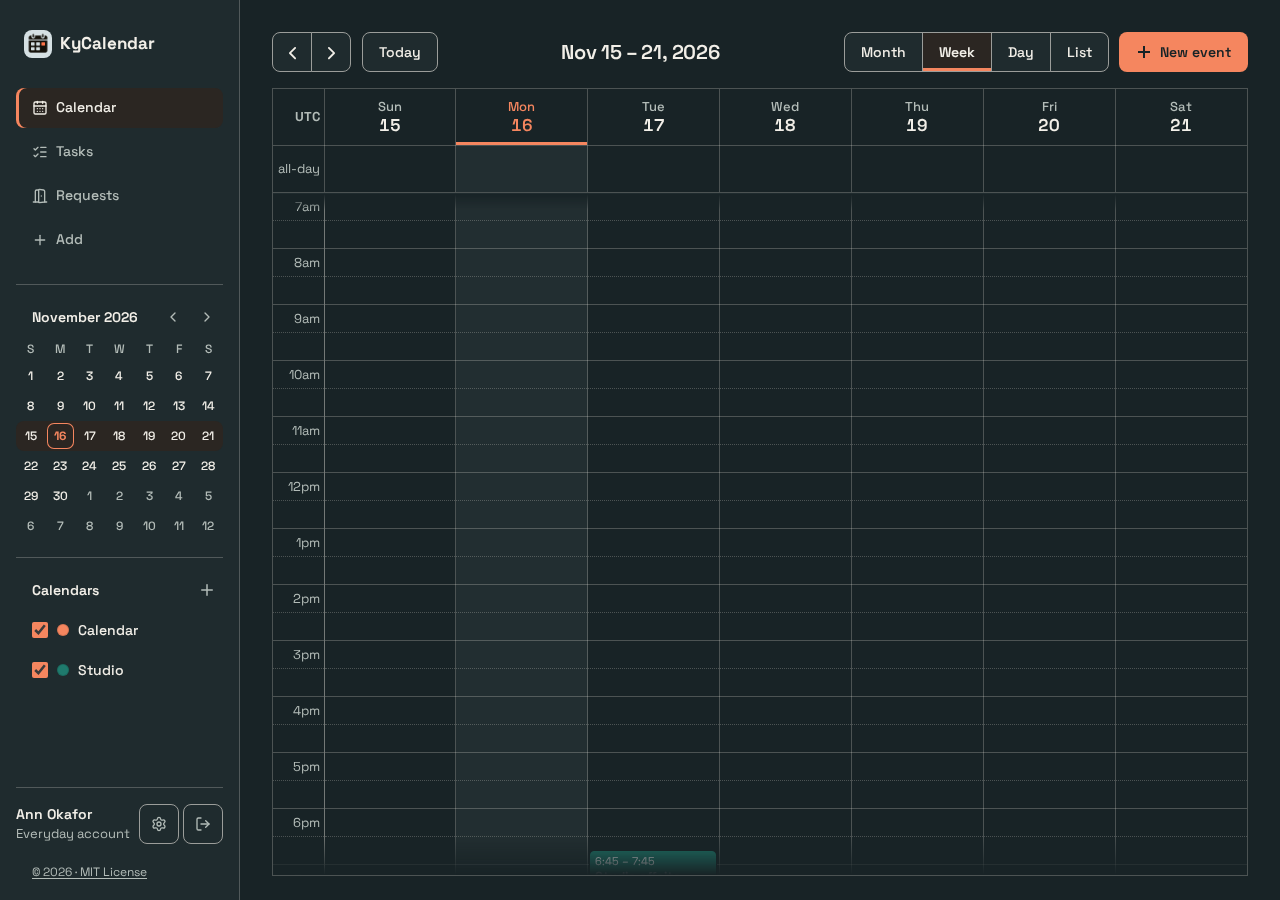 KyCalendar
Calendar
Tasks
Requests
Add
November 2026
S M T W T F S
1 2 3 4 5 6 7
8 9 10 11 12 13 14
15 16 17 18 19 20 21
22 23 24 25 26 27 28
29 30 1 2 3 4 5
6 7 8 9 10 11 12
Calendars
Calendar
Studio
Ann Okafor
Everyday account
© 2026 · MIT License
Today
Nov 15 – 21, 2026
Month Week Day List
New event
UTC
Sun 15
Mon 16
Tue 17
Wed 18
Thu 19
Fri 20
Sat 21
all-day
7am
8am
9am
10am
11am
12pm
1pm
2pm
3pm
4pm
5pm
6pm
6:45 – 7:45